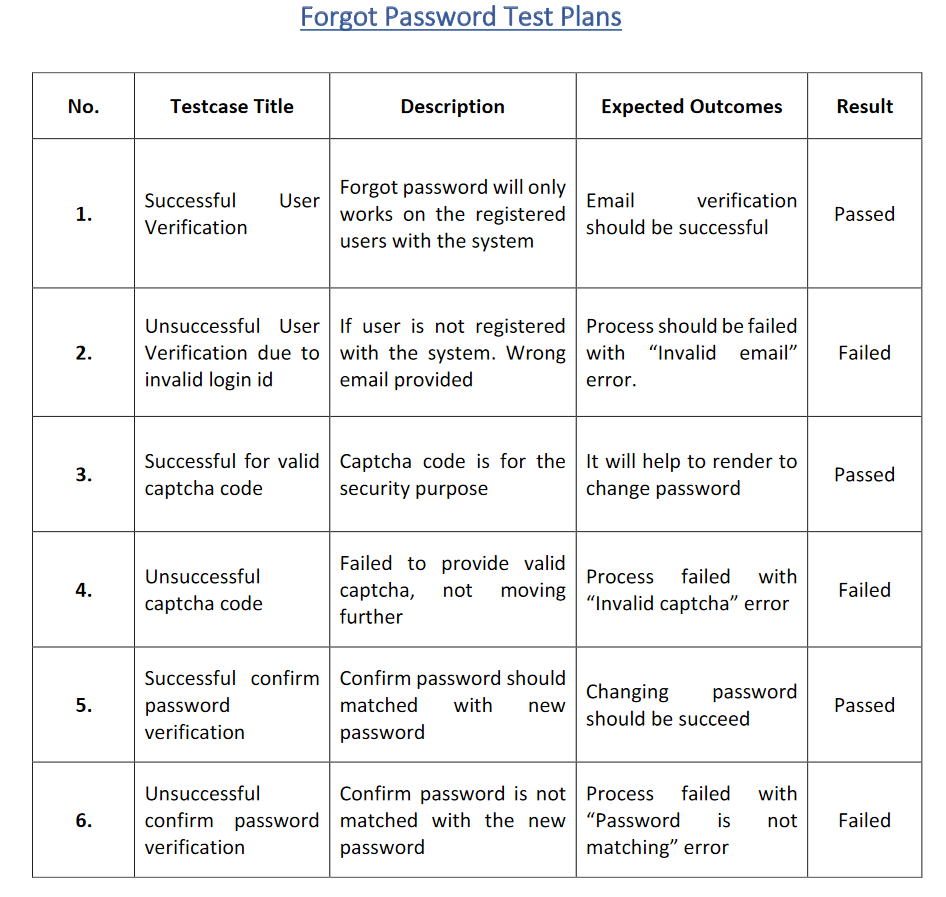 Forgot Password Test Plans
No. Testcase Title Description Expected Outcomes Result
1.
Successful User
Verification
Forgot password will only
works on the registered
users with the system
Email verification
should be successful
Passed
2.
Unsuccessful User
Verification due to
invalid login id
If user is not registered
with the system. Wrong
email provided
Process should be failed
with “Invalid email”
error.
Failed
3.
Successful for valid
captcha code
Captcha code is for the
security purpose
It will help to render to
change password
Passed
4.
Unsuccessful
captcha code
Failed to provide valid
captcha, not moving
further
Process failed with
“Invalid captcha” error
Failed
5.
Successful confirm
password
verification
Confirm password should
matched with new
password
Changing password
should be succeed
Passed
6.
Unsuccessful
confirm password
verification
Confirm password is not
matched with the new
password
Process failed with
“Password is not
matching” error
Failed